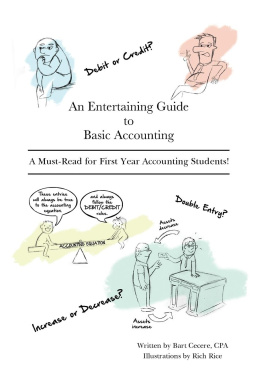 Debit or Credit?
An Entertaining Guide
to
Basic Accounting
A Must-Read for First Year Accounting Students!
These entries
will always be true
to the accounting
equation
and always
follow the
DEBIT/CREDIT
rules.
ACCOUNTING EQUATION
Double Entry?
Assets
decrease
Increase or Decrease?
Assets
increase
Written by Bart Cecere, CPA
Illustrations by Rich Rice